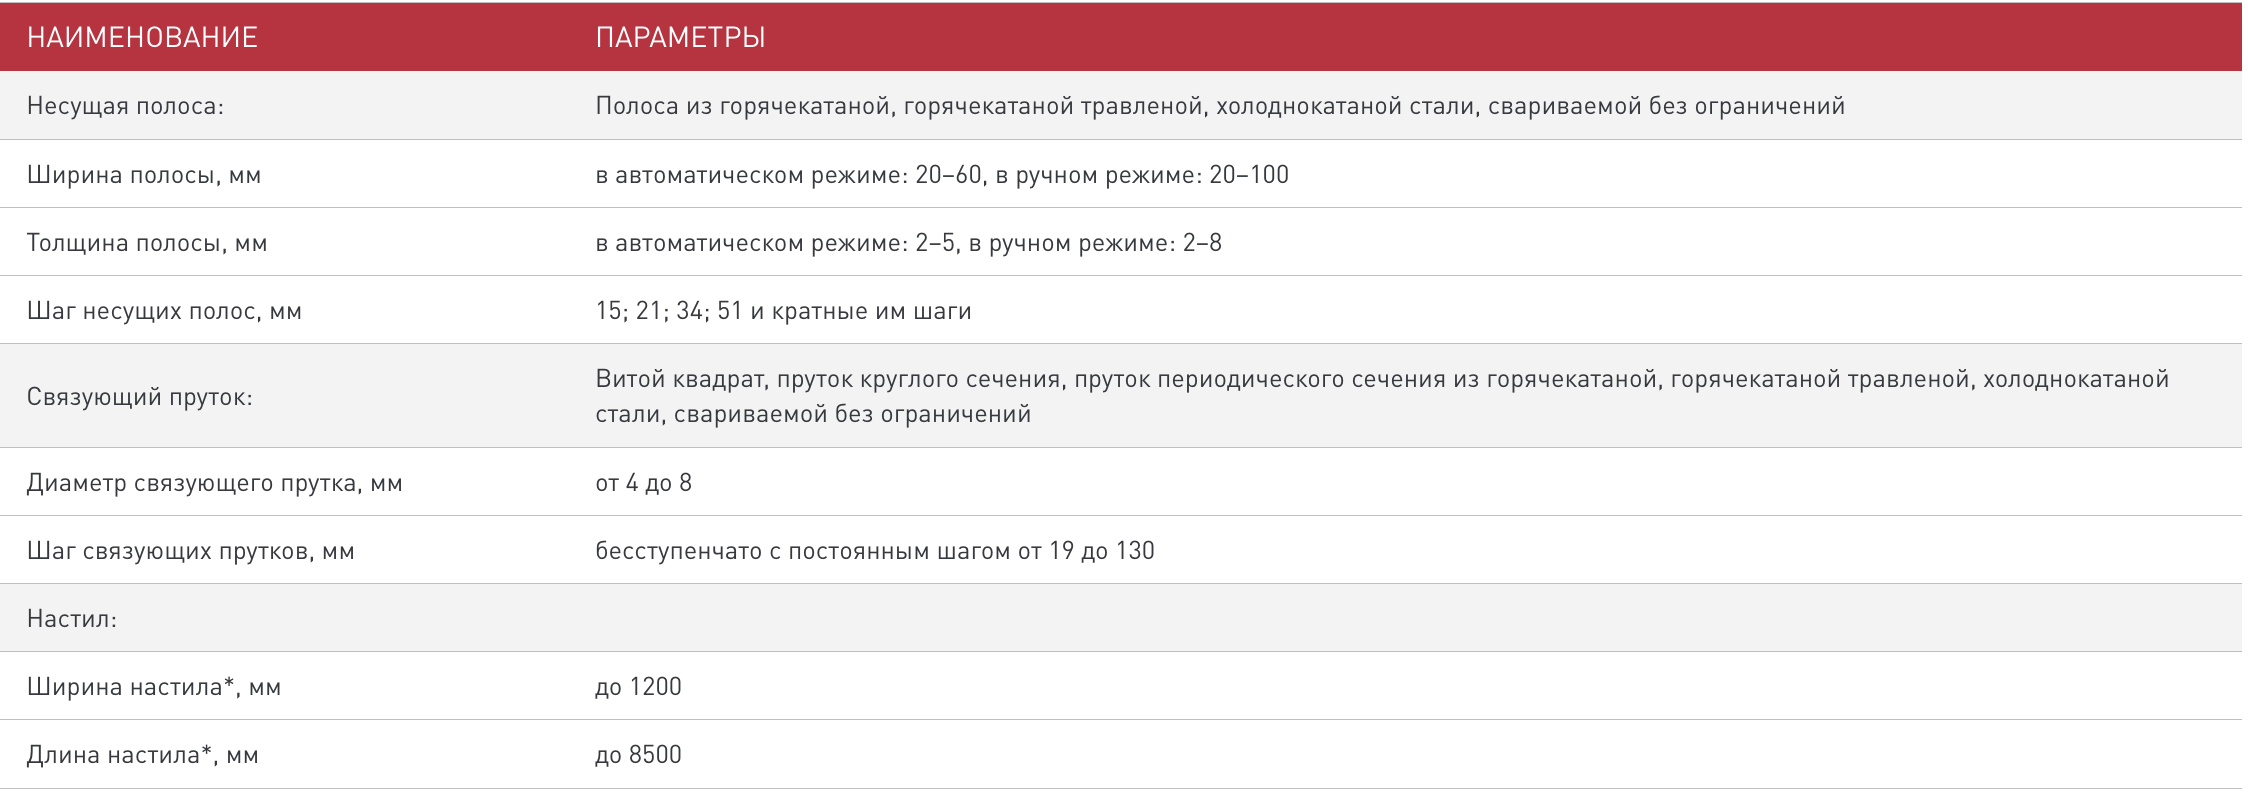 НАИМЕНОВАНИЕ ПАРАМЕТРЫ
Несущая полоса: Полоса из горячекатаной, горячекатаной травленой, холоднокатаной стали, свариваемой без ограничений
Ширина полосы, мм в автоматическом режиме: 20–60, в ручном режиме: 20–100
Толщина полосы, мм в автоматическом режиме: 2–5, в ручном режиме: 2–8
Шаг несущих полос, мм 15; 21; 34; 51 и кратные им шаги
Связующий пруток: Витой квадрат, пруток круглого сечения, пруток периодического сечения из горячекатаной, горячекатаной травленой, холоднокатаной
стали, свариваемой без ограничений
Диаметр связующего прутка, мм от 4 до 8
Шаг связующих прутков, мм бесступенчато с постоянным шагом от 19 до 130
Настил:
Ширина настила*, мм до 1200
Длина настила*, мм до 8500